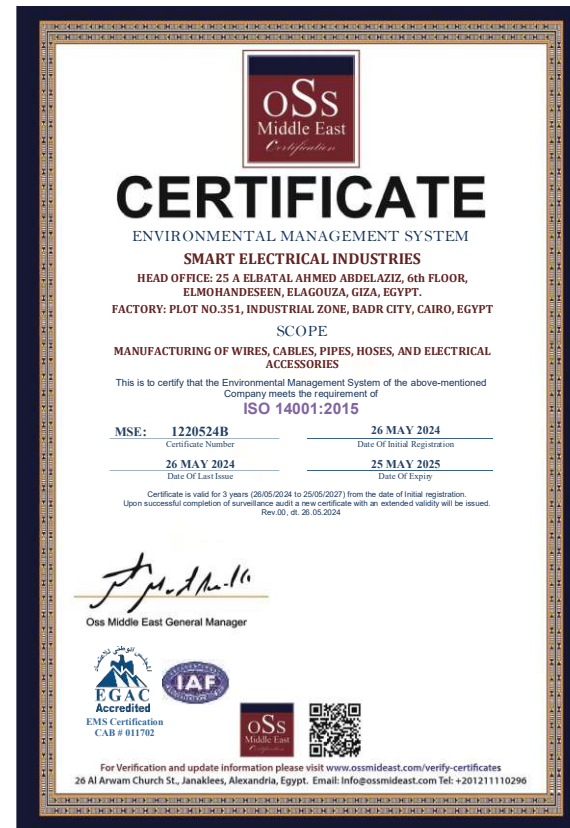 oSs
Middle East
Certification
CERTIFICATE
ENVIRONMENTAL MANAGEMENT SYSTEM
SMART ELECTRICAL INDUSTRIES
HEAD OFFICE: 25 A ELBATAL AHMED ABDELAZIZ, 6th FLOOR,
ELMOHANDESEEN, ELAGOUZA, GIZA, EGYPT.
FACTORY: PLOT NO.351, INDUSTRIAL ZONE, BADR CITY, CAIRO, EGYPT
SCOPE
MANUFACTURING OF WIRES, CABLES, PIPES, HOSES, AND ELECTRICAL
ACCESSORIES
This is to certify that the Environmental Management System of the above-mentioned
Company meets the requirement of
ISO 14001:2015
MSE: 1220524B
Certificate Number
26 MAY 2024
Date Of Initial Registration
26 MAY 2024
Date Of Last Issue
25 MAY 2025
Date Of Expiry
Certificate is valid for 3 years (26/05/2024 to 25/05/2027) from the date of Initial registration.
Upon successful completion of surveillance audit a new certificate with an extended validity will be issued.
Rev.00, dt. 26.05.2024
Oss Middle East General Manager
المجلس الوطني للاعتماد
EGAC
Accredited
EMS Certification
CAB # 011702
IAF
oSs
Middle East
Certification
For Verification and update information please visit www.ossmideast.com/verify-certificates
26 Al Arwam Church St., Janaklees, Alexandria, Egypt. Email: Info@ossmideast.com Tel: +201211110296